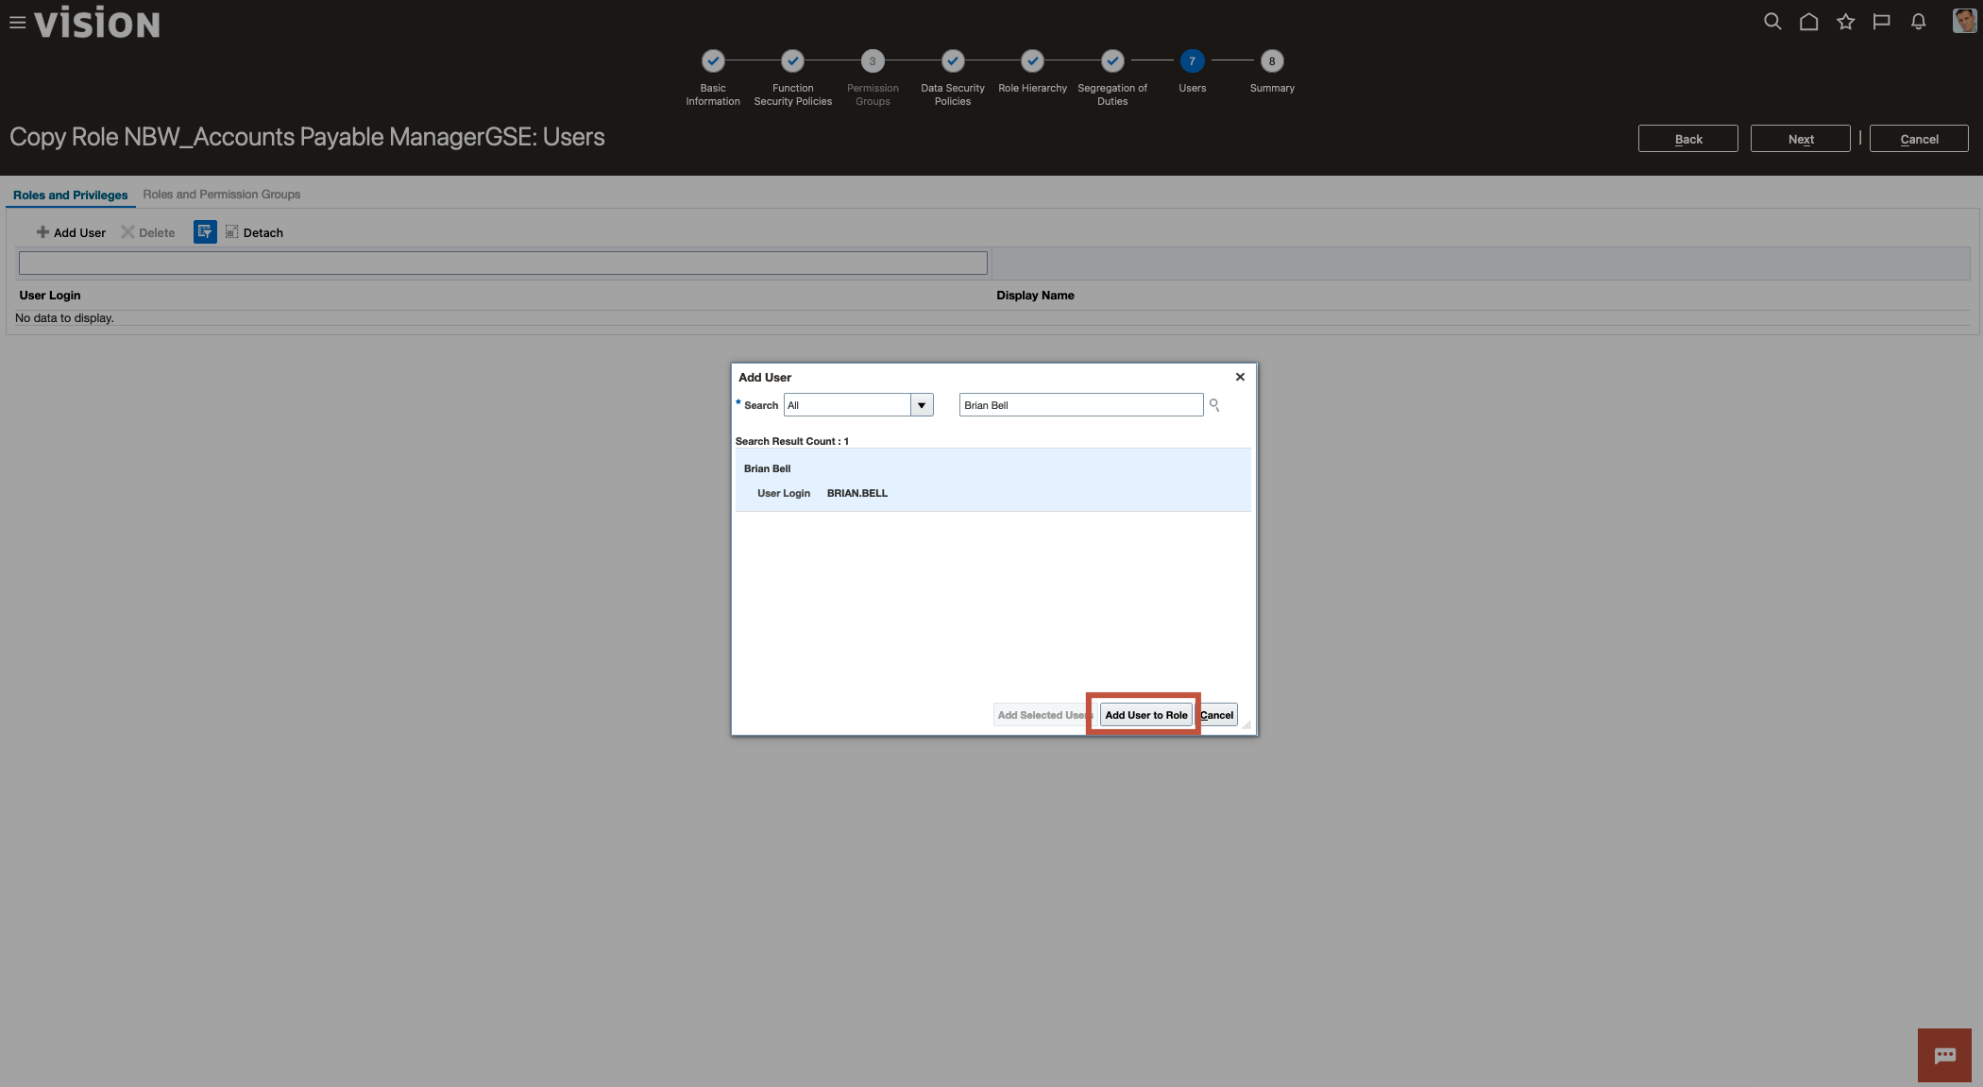 vision
3
7
8
Basic Information
Function Security Policies
Permission Groups
Data Security Policies
Role Hierarchy
Segregation of Duties
Users
Summary
Copy Role NBW_Accounts Payable ManagerGSE: Users
Back
Next
|
Cancel
Roles and Privileges
Roles and Permission Groups
Add User
Delete
Detach
User Login
Display Name
No data to display.
Add User
* Search
All
Brian Bell
Search Result Count : 1
Brian Bell
User Login BRIAN.BELL
Add Selected Users
Add User to Role
Cancel